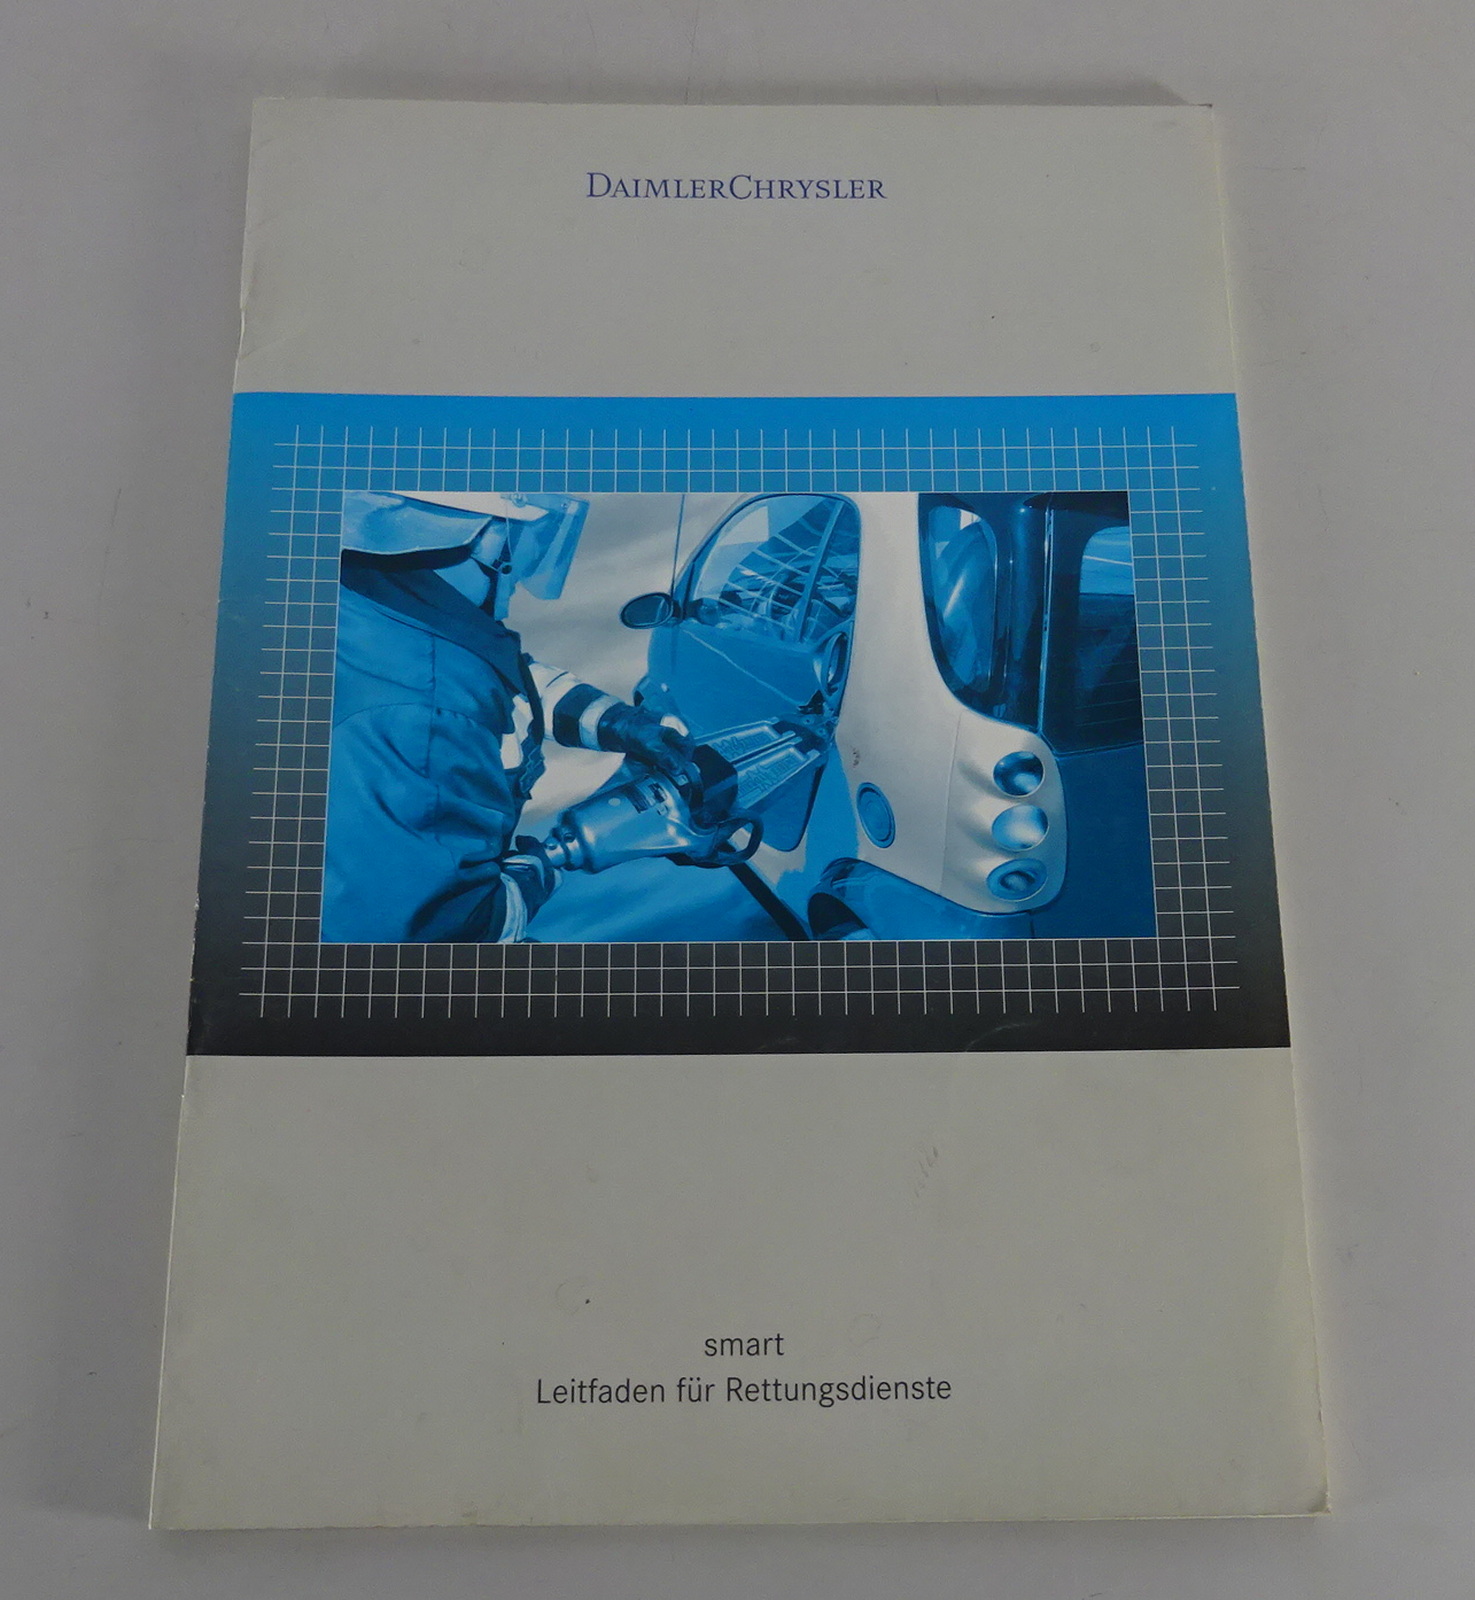 DAIMLERCHRYSLER
smart
Leitfaden für Rettungsdienste